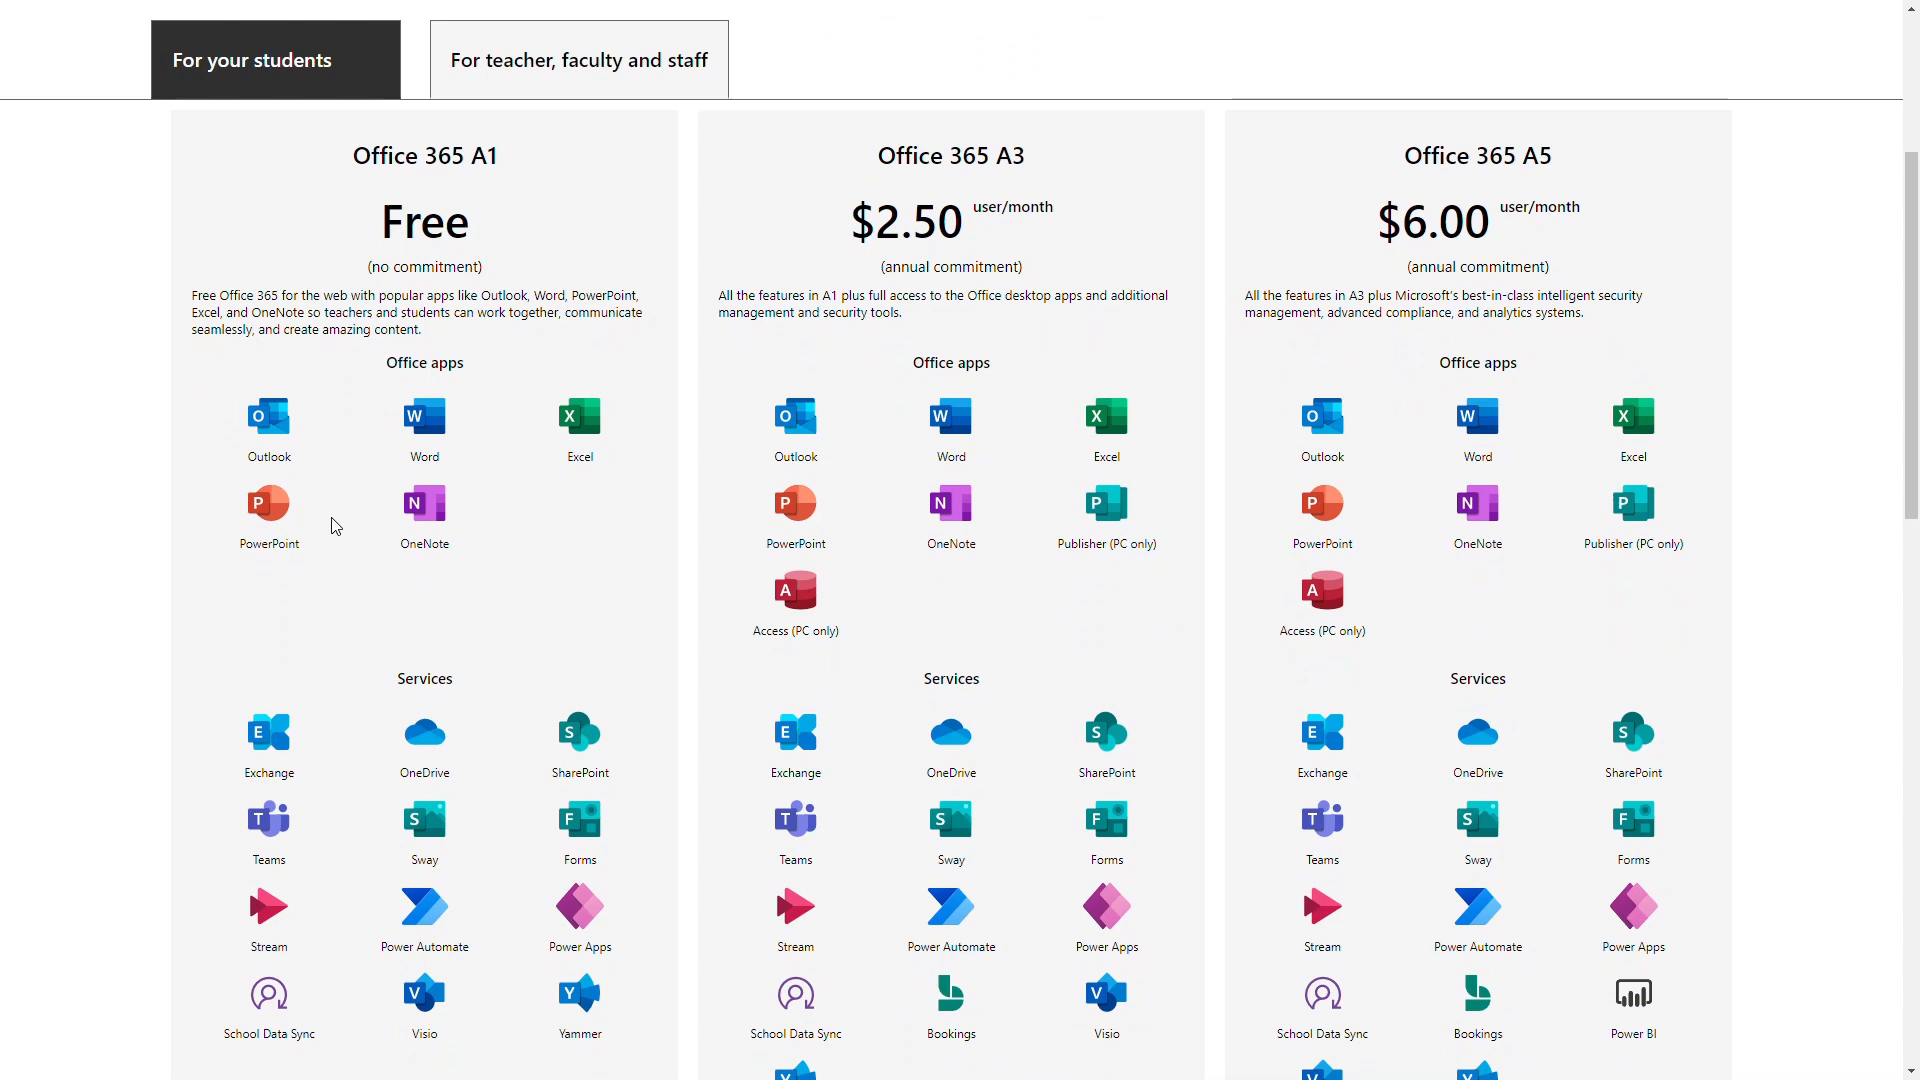 For your students
For teacher, faculty and staff
Office 365 A1
Free
(no commitment)
Free Office 365 for the web with popular apps like Outlook, Word, PowerPoint,
Excel, and OneNote so teachers and students can work together, communicate
seamlessly, and create amazing content.
Office apps
Outlook
Word
Excel
PowerPoint
OneNote
Services
Exchange
OneDrive
SharePoint
Teams
Sway
Forms
Stream
Power Automate
Power Apps
School Data Sync
Visio
Yammer
Office 365 A3
$2.50 user/month
(annual commitment)
All the features in A1 plus full access to the Office desktop apps and additional
management and security tools.
Office apps
Outlook
Word
Excel
PowerPoint
OneNote
Publisher (PC only)
Access (PC only)
Services
Exchange
OneDrive
SharePoint
Teams
Sway
Forms
Stream
Power Automate
Power Apps
School Data Sync
Bookings
Visio
Office 365 A5
$6.00 user/month
(annual commitment)
All the features in A3 plus Microsoft's best-in-class intelligent security
management, advanced compliance, and analytics systems.
Office apps
Outlook
Word
Excel
PowerPoint
OneNote
Publisher (PC only)
Access (PC only)
Services
Exchange
OneDrive
SharePoint
Teams
Sway
Forms
Stream
Power Automate
Power Apps
School Data Sync
Bookings
Power BI